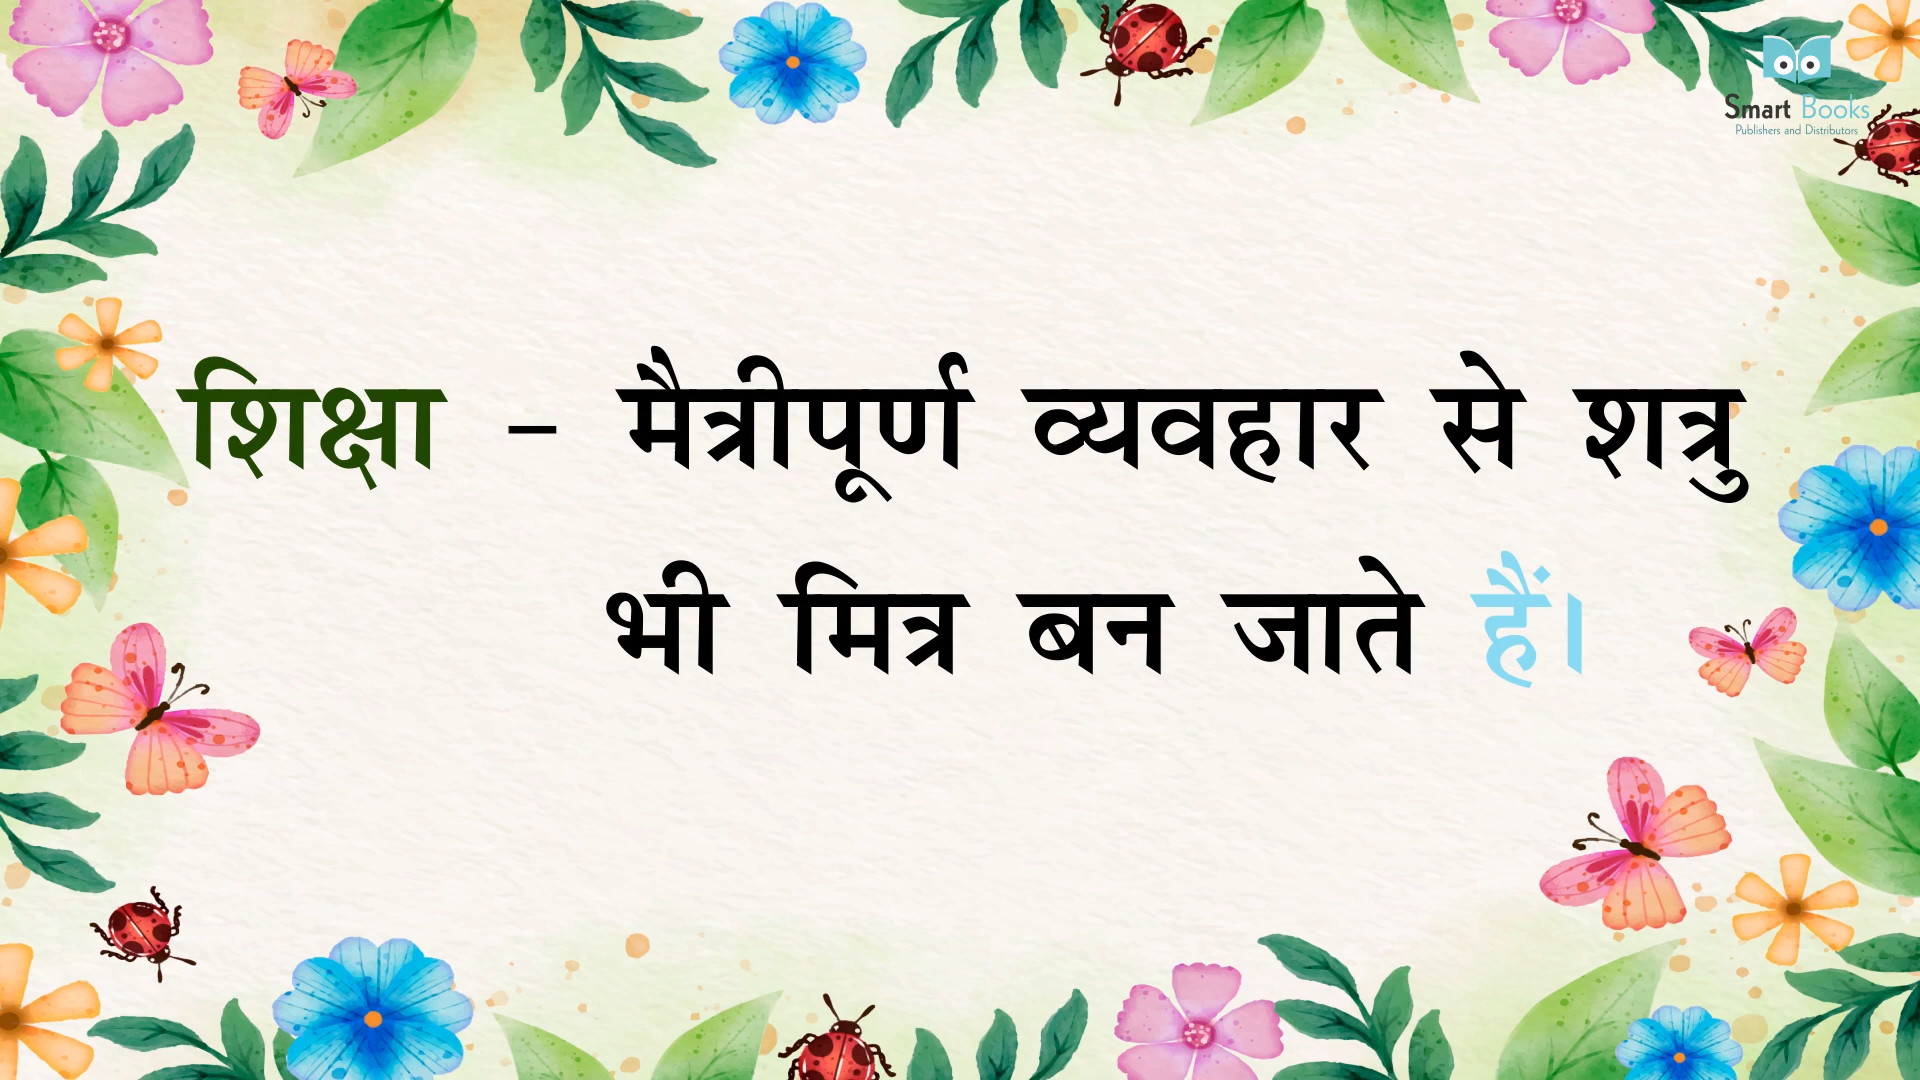 Smart Books
Publishers and Distributors
शिक्षा – मैत्रीपूर्ण व्यवहार से शत्रु
भी मित्र बन जाते हैं।